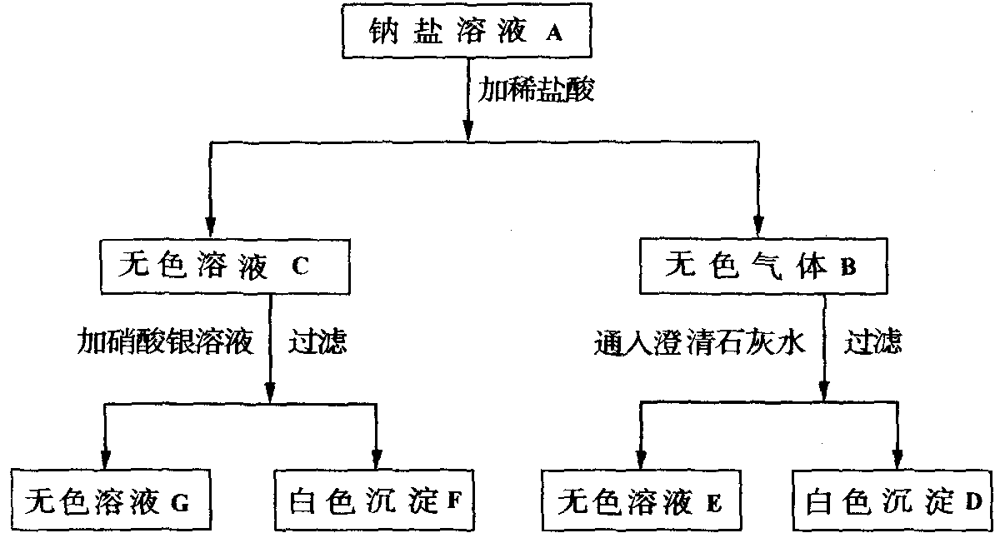 钠盐溶液 A
加稀盐酸
无色溶液 C
无色气体 B
加硝酸银溶液 过滤
通入澄清石灰水 过滤
无色溶液 G
白色沉淀 F
无色溶液 E
白色沉淀 D